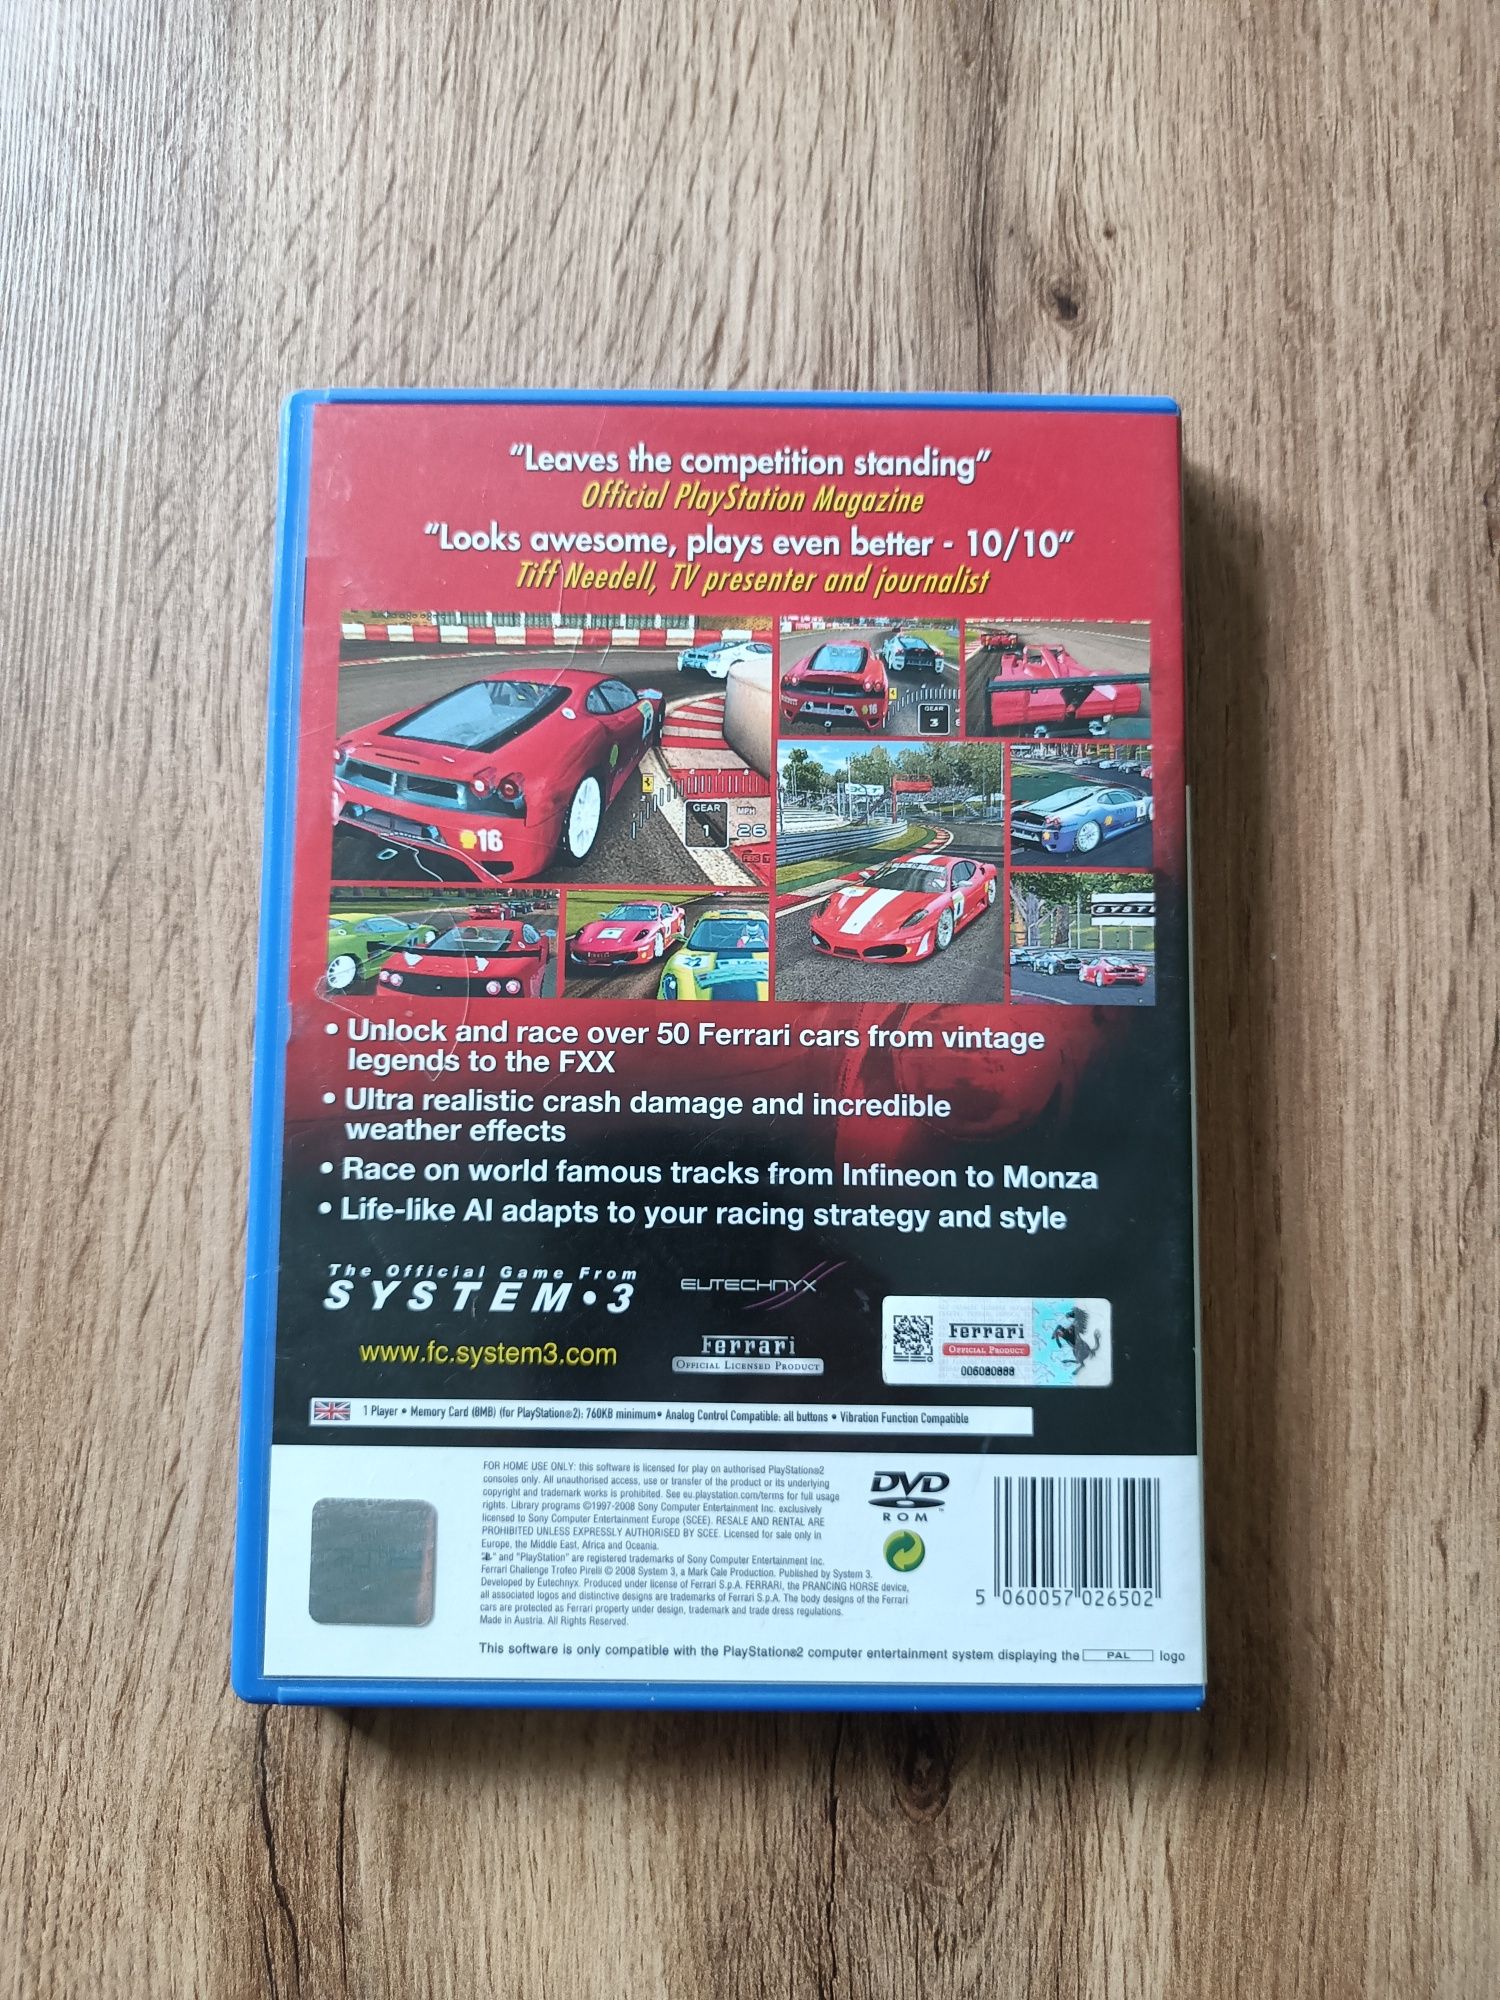 “Leaves the competition standing”
Official PlayStation Magazine
“Looks awesome, plays even better - 10/10”
Tiff Needell, TV presenter and journalist
GEAR
3
16
GEAR
1
MPH
26
16
SYSTE
• Unlock and race over 50 Ferrari cars from vintage
legends to the FXX
• Ultra realistic crash damage and incredible
weather effects
• Race on world famous tracks from Infineon to Monza
• Life-like AI adapts to your racing strategy and style
The Official Game From
SYSTEM•3
EUTECHNYX
www.fc.system3.com
Ferrari
OFFICIAL LICENSED PRODUCT
Ferrari
OFFICIAL PRODUCT
006080888
1 Player • Memory Card (8MB) (for PlayStation®2): 760KB minimum• Analog Control Compatible: all buttons • Vibration Function Compatible
FOR HOME USE ONLY: this software is licensed for play on authorised PlayStation®2
consoles only. All unauthorised access, use or transfer of the product or its underlying
copyright and trademark works is prohibited. See eu.playstation.com/terms for full usage
rights. Library programs ©1997-2008 Sony Computer Entertainment Inc. exclusively
licensed to Sony Computer Entertainment Europe (SCEE). RESALE AND RENTAL ARE
PROHIBITED UNLESS EXPRESSLY AUTHORISED BY SCEE. Licensed for sale only in
Europe, the Middle East, Africa and Oceania.
" and "PlayStation" are registered trademarks of Sony Computer Entertainment Inc.
Ferrari Challenge Trofeo Pirelli © 2008 System 3, a Mark Cale Production. Published by System 3.
Developed by Eutechnyx. Produced under license of Ferrari S.p.A. FERRARI, the PRANCING HORSE device,
all associated logos and distinctive designs are trademarks of Ferrari S.p.A. The body designs of the Ferrari
cars are protected as Ferrari property under design, trademark and trade dress regulations.
Made in Austria. All Rights Reserved.
DVD
ROM
5 060057 026502
This software is only compatible with the PlayStation®2 computer entertainment system displaying the PAL logo